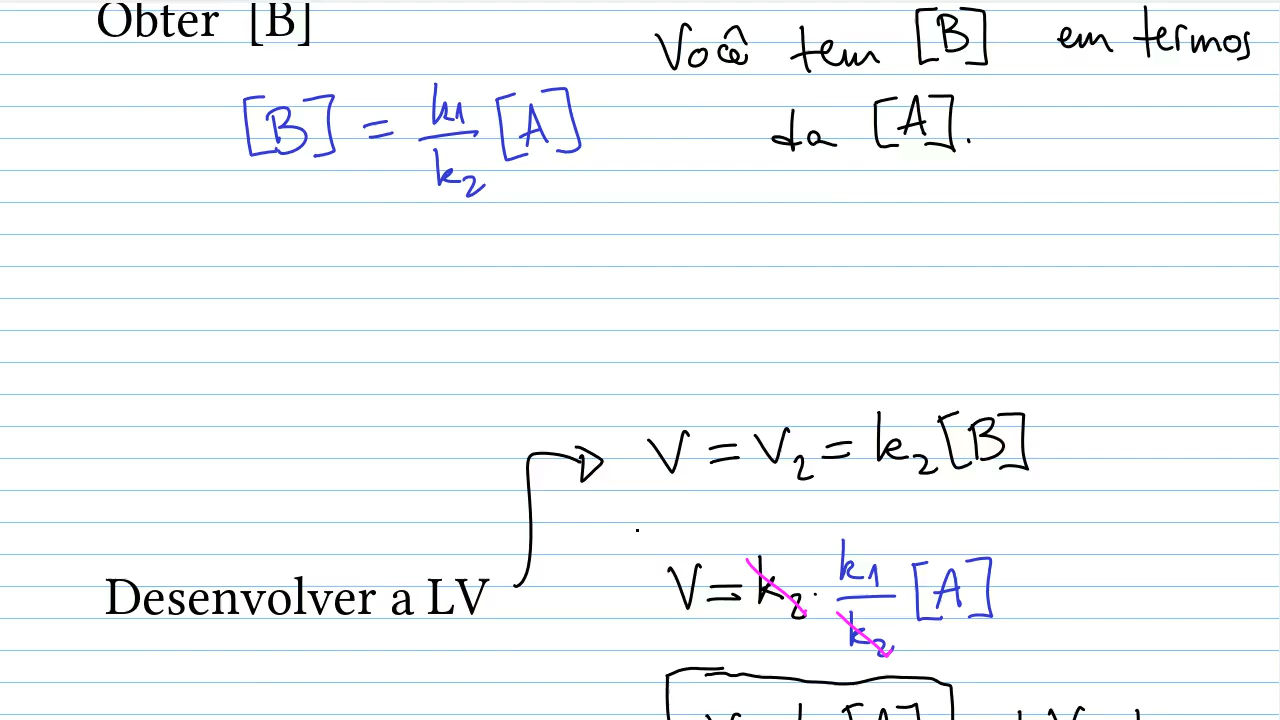 Obter [B]
Você tem [B] em termos
da [A].
[B] = k1/k2 [A]
V = V2 = k2 [B]
Desenvolver a LV
V = k2 · k1/k2 [A]